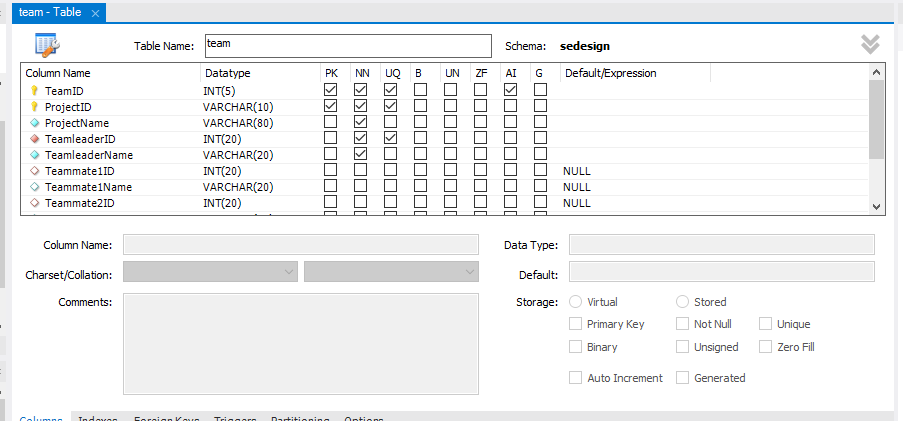 team - Table
Table Name: team Schema: sedesign
Column Name Datatype PK NN UQ B UN ZF AI G Default/Expression
TeamID INT(5)
ProjectID VARCHAR(10)
ProjectName VARCHAR(80)
TeamleaderID INT(20)
TeamleaderName VARCHAR(20)
Teammate1ID INT(20) NULL
Teammate1Name VARCHAR(20) NULL
Teammate2ID INT(20) NULL
Column Name: Data Type:
Charset/Collation: Default:
Comments: Storage: Virtual Stored
Primary Key Not Null Unique
Binary Unsigned Zero Fill
Auto Increment Generated
Columns Indexes Foreign Keys Triggers Partitioning Options